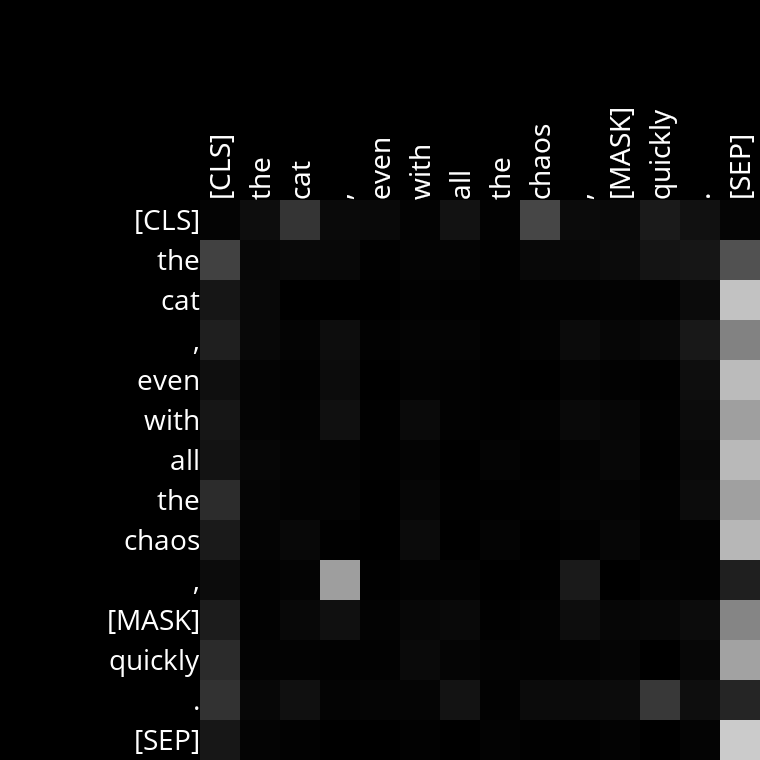 [CLS] the cat , even with all the chaos , [MASK] quickly . [SEP]
[CLS]
the
cat
,
even
with
all
the
chaos
,
[MASK]
quickly
.
[SEP]